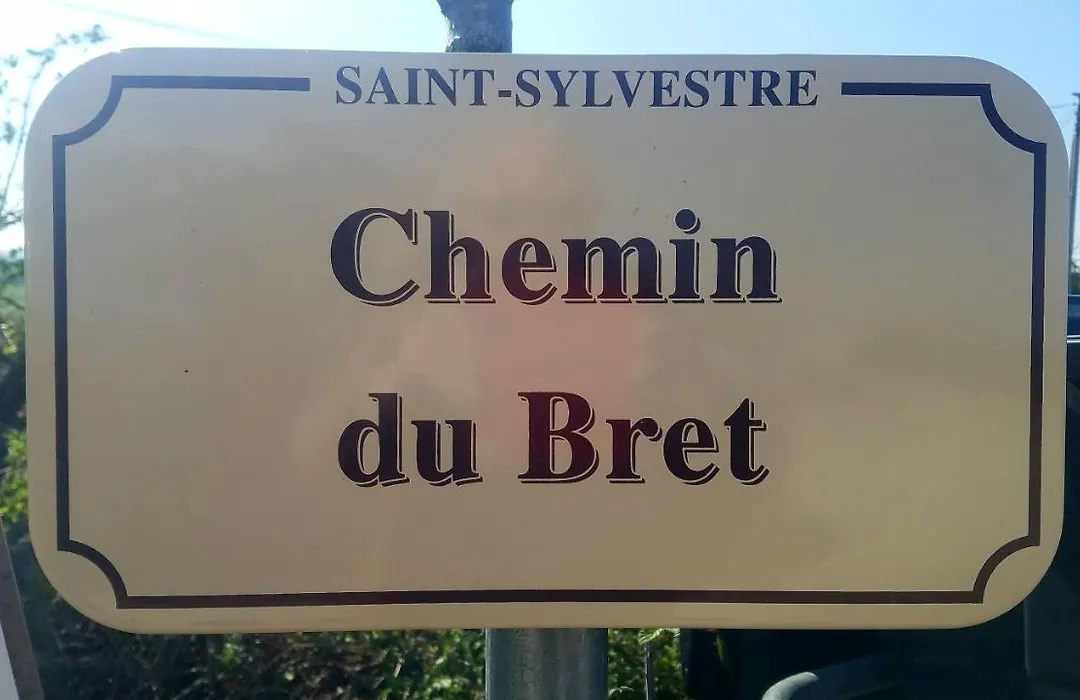 SAINT-SYLVESTRE
Chemin
du Bret